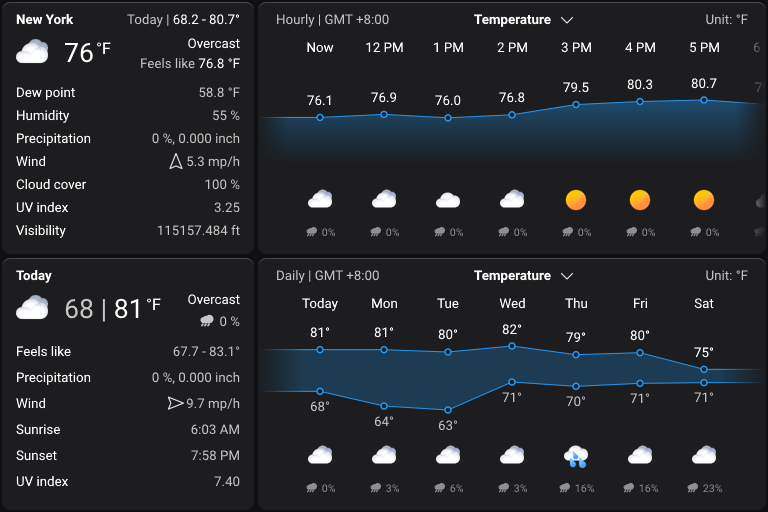 New York
Today | 68.2 - 80.7°
76 °F
Overcast
Feels like 76.8 °F
Dew point 58.8 °F
Humidity 55 %
Precipitation 0 %, 0.000 inch
Wind 5.3 mp/h
Cloud cover 100 %
UV index 3.25
Visibility 115157.484 ft
Hourly | GMT +8:00 Temperature Unit: °F
Now 12 PM 1 PM 2 PM 3 PM 4 PM 5 PM 6
76.1 76.9 76.0 76.8 79.5 80.3 80.7 7
0% 0% 0% 0% 0% 0% 0%
Today
68 | 81 °F
Overcast
0 %
Feels like 67.7 - 83.1°
Precipitation 0 %, 0.000 inch
Wind 9.7 mp/h
Sunrise 6:03 AM
Sunset 7:58 PM
UV index 7.40
Daily | GMT +8:00 Temperature Unit: °F
Today Mon Tue Wed Thu Fri Sat
81° 81° 80° 82° 79° 80° 75°
68° 64° 63° 71° 70° 71° 71°
0% 3% 6% 3% 16% 16% 23%